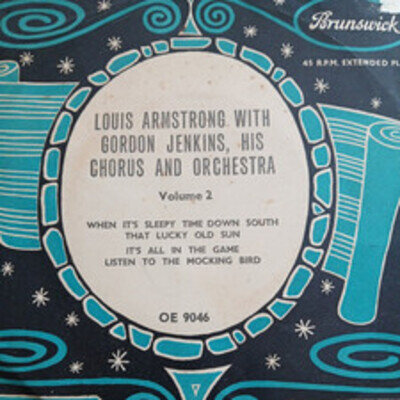 Brunswick
45 R.P.M. EXTENDED PL
LOUIS ARMSTRONG WITH
GORDON JENKINS, HIS
CHORUS AND ORCHESTRA
Volume 2
WHEN IT'S SLEEPY TIME DOWN SOUTH
THAT LUCKY OLD SUN
IT'S ALL IN THE GAME
LISTEN TO THE MOCKING BIRD
OE 9046